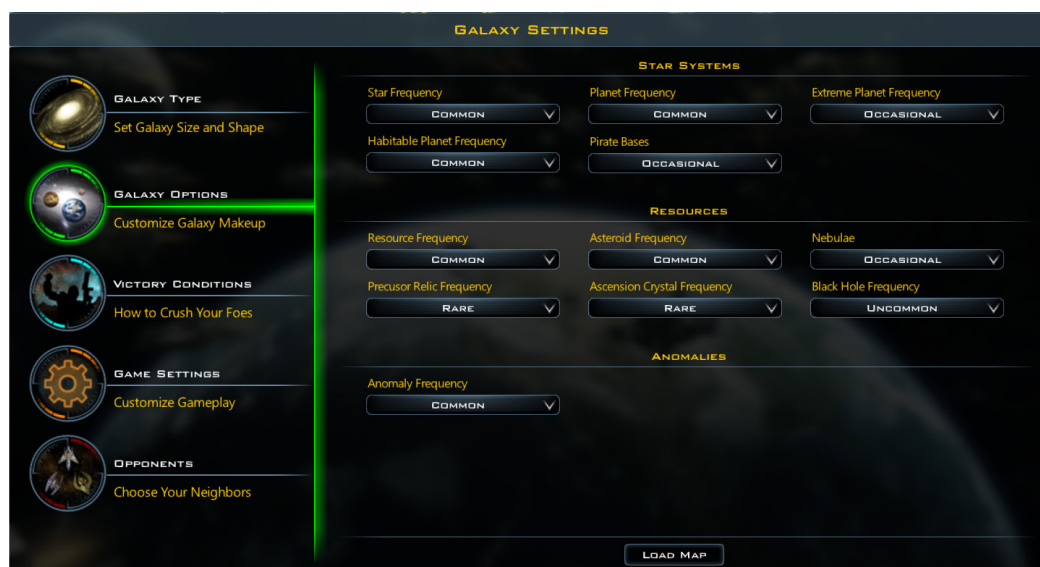 Galaxy Settings
Galaxy Type
Set Galaxy Size and Shape
Galaxy Options
Customize Galaxy Makeup
Victory Conditions
How to Crush Your Foes
Game Settings
Customize Gameplay
Opponents
Choose Your Neighbors
Star Systems
Star Frequency
Planet Frequency
Extreme Planet Frequency
Common
Common
Occasional
Habitable Planet Frequency
Pirate Bases
Common
Occasional
Resources
Resource Frequency
Asteroid Frequency
Nebulae
Common
Common
Occasional
Precusor Relic Frequency
Ascension Crystal Frequency
Black Hole Frequency
Rare
Rare
Uncommon
Anomalies
Anomaly Frequency
Common
Load Map